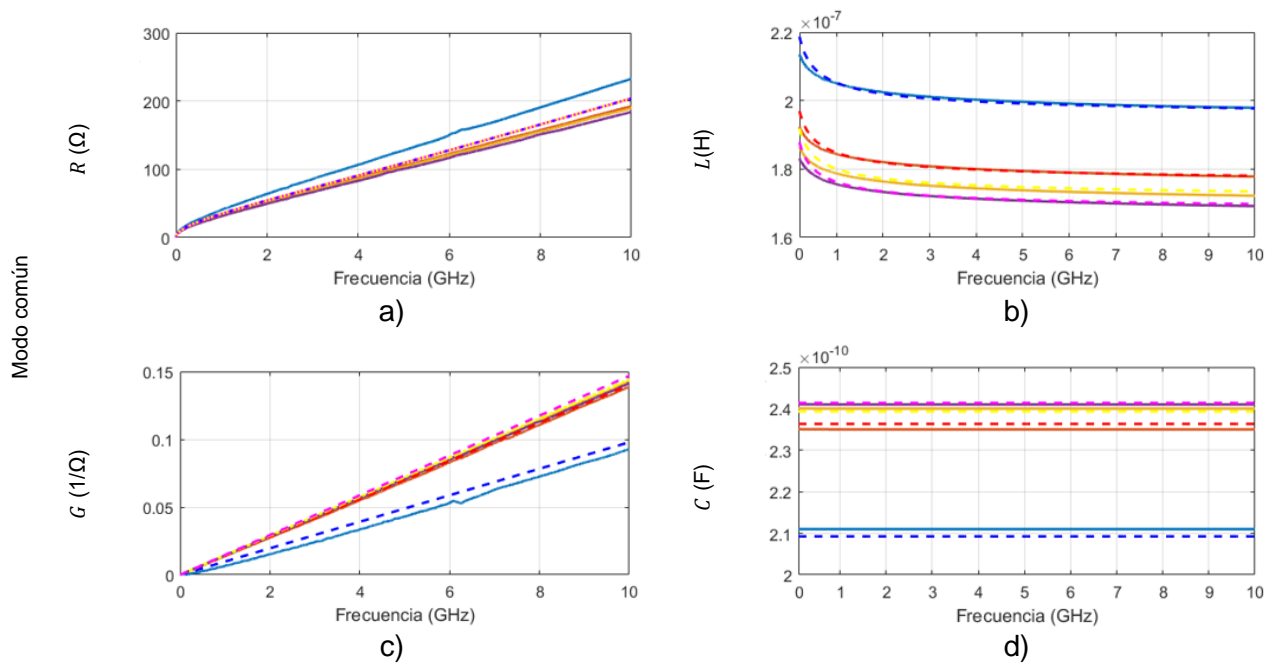 Modo común
300
200
100
0
R (Ω)
0 2 4 6 8 10
Frecuencia (GHz)
a)
×10⁻⁷
2.2
2
1.8
1.6
L(H)
0 1 2 3 4 5 6 7 8 9 10
Frecuencia (GHz)
b)
0.15
0.1
0.05
0
G (1/Ω)
0 2 4 6 8 10
Frecuencia (GHz)
c)
×10⁻¹⁰
2.5
2.4
2.3
2.2
2.1
2
C (F)
0 1 2 3 4 5 6 7 8 9 10
Frecuencia (GHz)
d)